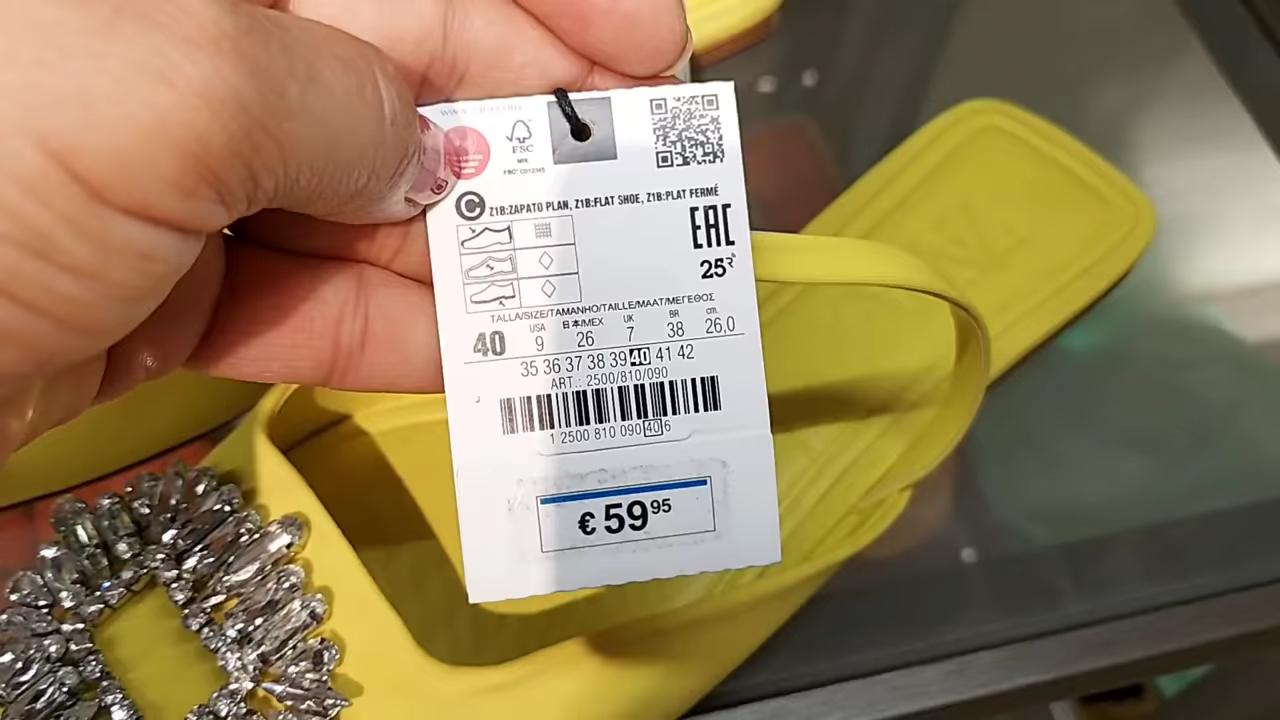 FSC
MIX
FSC® C012345
C Z1B:ZAPATO PLAN, Z1B:FLAT SHOE, Z1B:PLAT FERMÉ
EAC
25
TALLA/SIZE/TAMANHO/TAILLE/MAAT/ΜΕΓΕΘΟΣ
USA 日本/MEX UK BR cm.
40 9 26 7 38 26,0
35 36 37 38 39 40 41 42
ART.: 2500/810/090
1 2500 810 090 40 6
€ 59 95